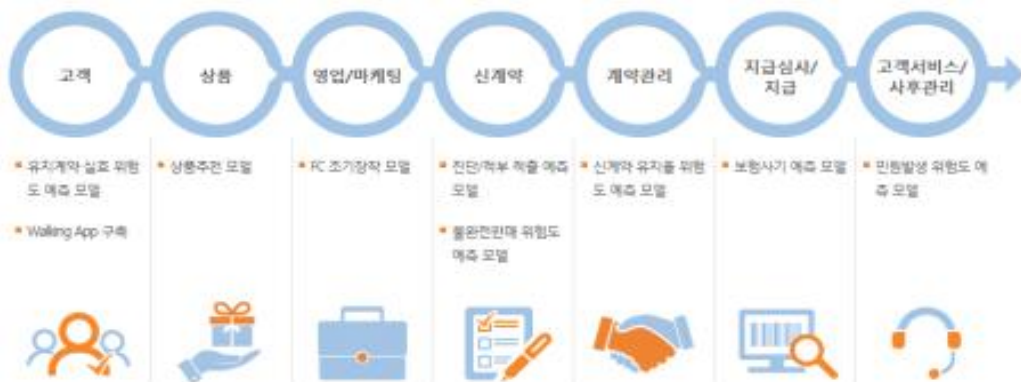 고객
상품
영업/마케팅
신계약
계약관리
지급심사/
지급
고객서비스/
사후관리
유지계약 실효 위험
도 예측 모델
Walking App 구축
상품추천 모델
FC 조기정착 모델
진단/적부 적출 예측
모델
불완전판매 위험도
예측 모델
신계약 유지율 위험
도 예측 모델
보험사기 예측 모델
민원발생 위험도 예
측 모델